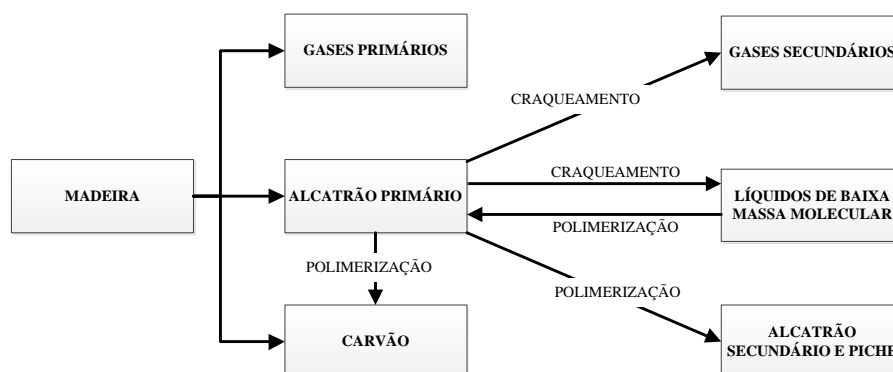 GASES PRIMÁRIOS
GASES SECUNDÁRIOS
CRAQUEAMENTO
MADEIRA
ALCATRÃO PRIMÁRIO
CRAQUEAMENTO
LÍQUIDOS DE BAIXA
MASSA MOLECULAR
POLIMERIZAÇÃO
POLIMERIZAÇÃO
POLIMERIZAÇÃO
CARVÃO
ALCATRÃO
SECUNDÁRIO E PICHE